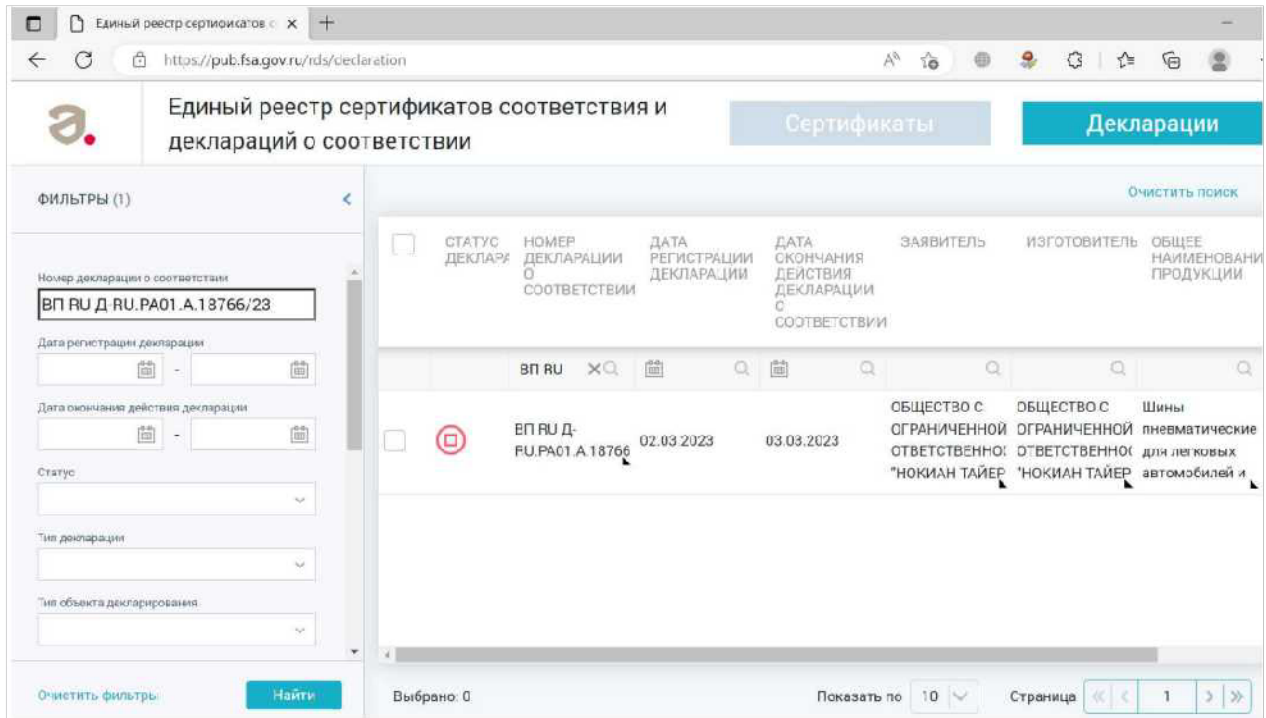 Единый реестр сертификатов с
https://pub.fsa.gov.ru/rds/declaration
Единый реестр сертификатов соответствия и
деклараций о соответствии
Сертификаты
Декларации
ФИЛЬТРЫ (1)
Номер декларации о соответствии
ВП RU Д-RU.РА01.А.18766/23
Дата регистрации декларации
-
Дата окончания действия декларации
-
Статус
Тип декларации
Тип объекта декларирования
Очистить фильтры
Найти
Очистить поиск
СТАТУС
ДЕКЛАРА
НОМЕР
ДЕКЛАРАЦИИ
О
СООТВЕТСТВИИ
ДАТА
РЕГИСТРАЦИИ
ДЕКЛАРАЦИИ
ДАТА
ОКОНЧАНИЯ
ДЕЙСТВИЯ
ДЕКЛАРАЦИИ
О
СООТВЕТСТВИИ
ЗАЯВИТЕЛЬ
ИЗГОТОВИТЕЛЬ
ОБЩЕЕ
НАИМЕНОВАНИ
ПРОДУКЦИИ
ВП RU
ВП RU Д-
RU.РА01.А.18766
02.03.2023
03.03.2023
ОБЩЕСТВО С
ОГРАНИЧЕННОЙ
ОТВЕТСТВЕННОС
"НОКИАН ТАЙЕР
ОБЩЕСТВО С
ОГРАНИЧЕННОЙ
ОТВЕТСТВЕННОС
"НОКИАН ТАЙЕР
Шины
пневматические
для легковых
автомобилей и
Выбрано: 0
Показать по 10
Страница 1